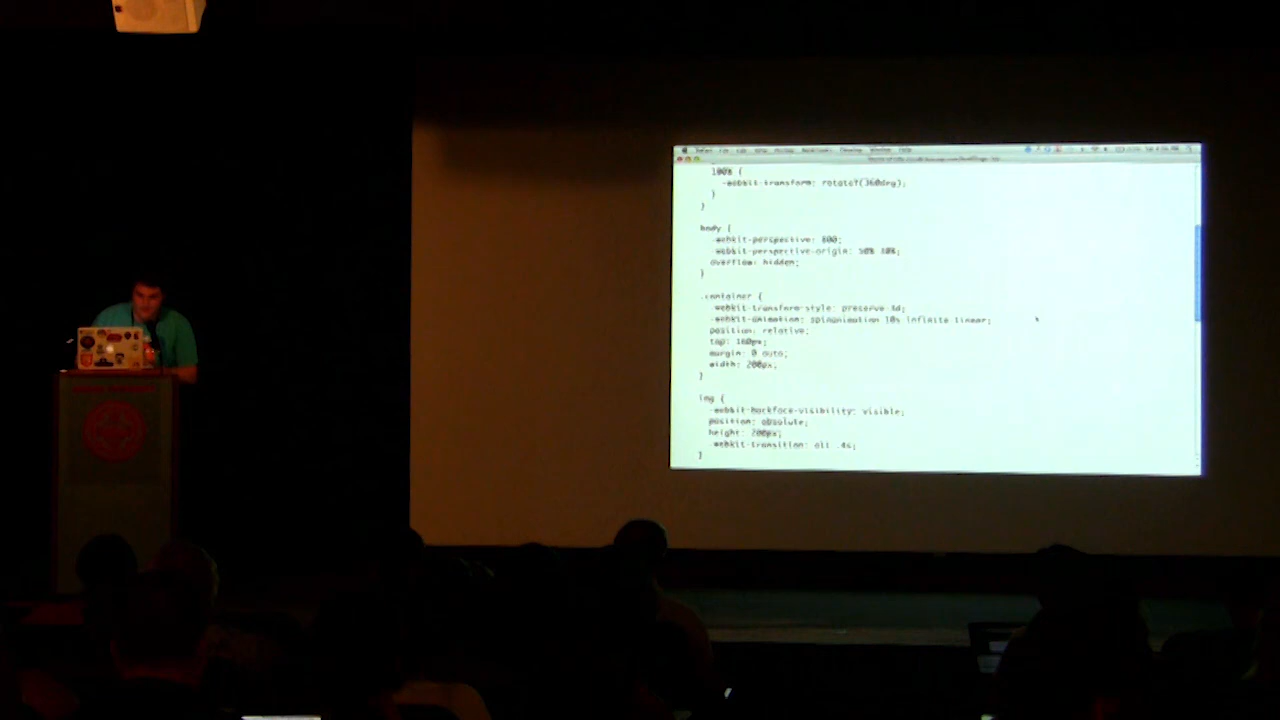 100% {
-webkit-transform: rotateY(360deg);
}
}
body {
-webkit-perspective: 800;
-webkit-perspective-origin: 50% 80%;
overflow: hidden;
}
.container {
-webkit-transform-style: preserve-3d;
-webkit-animation: spinanimation 10s infinite linear;
position: relative;
top: 160px;
margin: 0 auto;
width: 200px;
}
img {
-webkit-backface-visibility: visible;
position: absolute;
height: 200px;
-webkit-transition: all .4s;
}